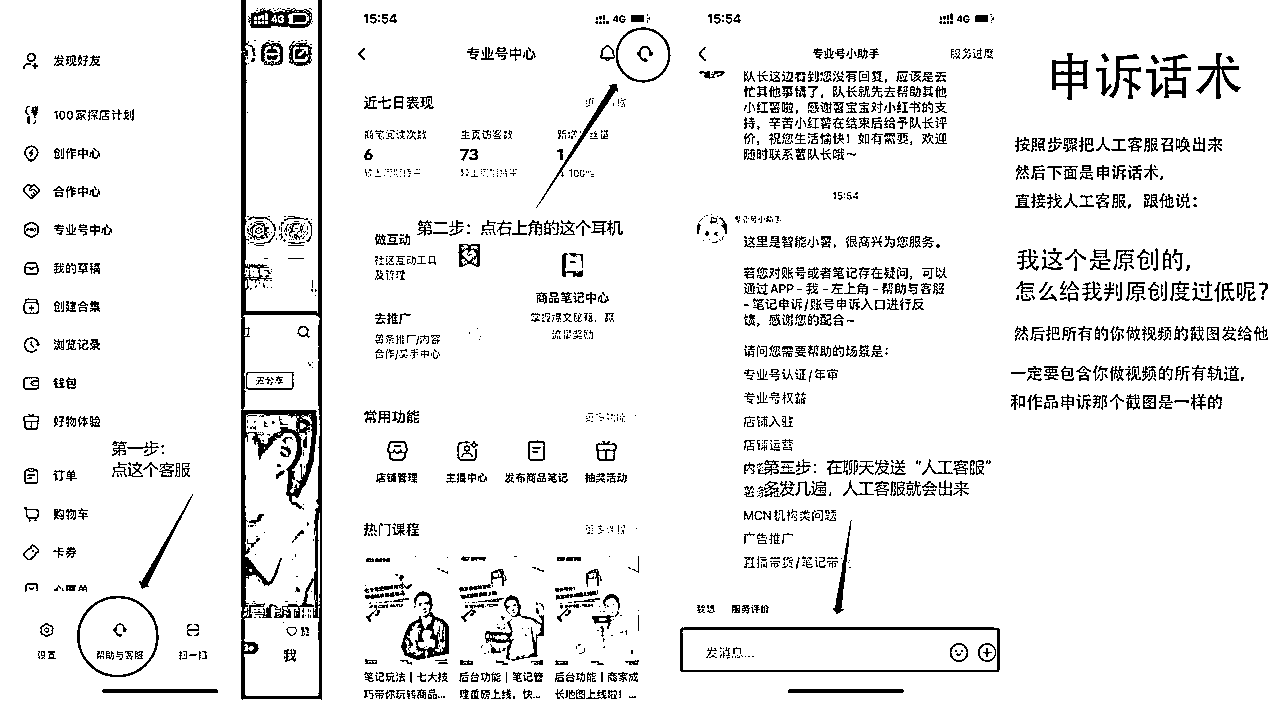 发现好友
100家探店计划
创作中心
合作中心
专业号中心
我的草稿
创建合集
浏览记录
钱包
好物体验
第一步：
点这个客服
订单
购物车
卡券
心愿单
设置
帮助与客服
扫一扫
4G
去分享
我
15:54
4G
专业号中心
近七日表现
主页访客数
6
73
1
第二步：点右上角的这个耳机
做互动
社区互动工具
及管理
商品笔记中心
去推广
薯条推广/内容
合作/买手中心
流量奖励
常用功能
店铺管理
主播中心
发布商品笔记
抽奖活动
热门课程
笔记玩法｜七大技
巧带你玩转商品...
后台功能｜笔记管
理重磅上线，快...
后台功能｜商家成
长地图上线啦！...
15:54
4G
专业号小助手
服务进度
队长这边看到您没有回复，应该是去
忙其他事情了，队长就先去帮助其他
小红薯啦，感谢薯宝宝对小红书的支
持，辛苦小红薯在结束后给予队长评
价，祝您生活愉快！如有需要，欢迎
随时联系薯队长哦～
15:54
专业号小助手
这里是智能小薯，很高兴为您服务。
若您对账号或者笔记存在疑问，可以
通过APP－我－左上角－帮助与客服
－笔记申诉/账号申诉入口进行反
馈，感谢您的配合～
请问您需要帮助的场景是：
专业号认证/年审
专业号权益
店铺入驻
店铺运营
第三步：在聊天发送“人工客服”
多发几遍，人工客服就会出来
MCN机构类问题
广告推广
直播带货/笔记带
服务评价
发消息...
申诉话术
按照步骤把人工客服召唤出来
然后下面是申诉话术，
直接找人工客服，跟他说：
我这个是原创的，
怎么给我判原创度过低呢？
然后把所有的你做视频的截图发给他
一定要包含你做视频的所有轨道，
和作品申诉那个截图是一样的